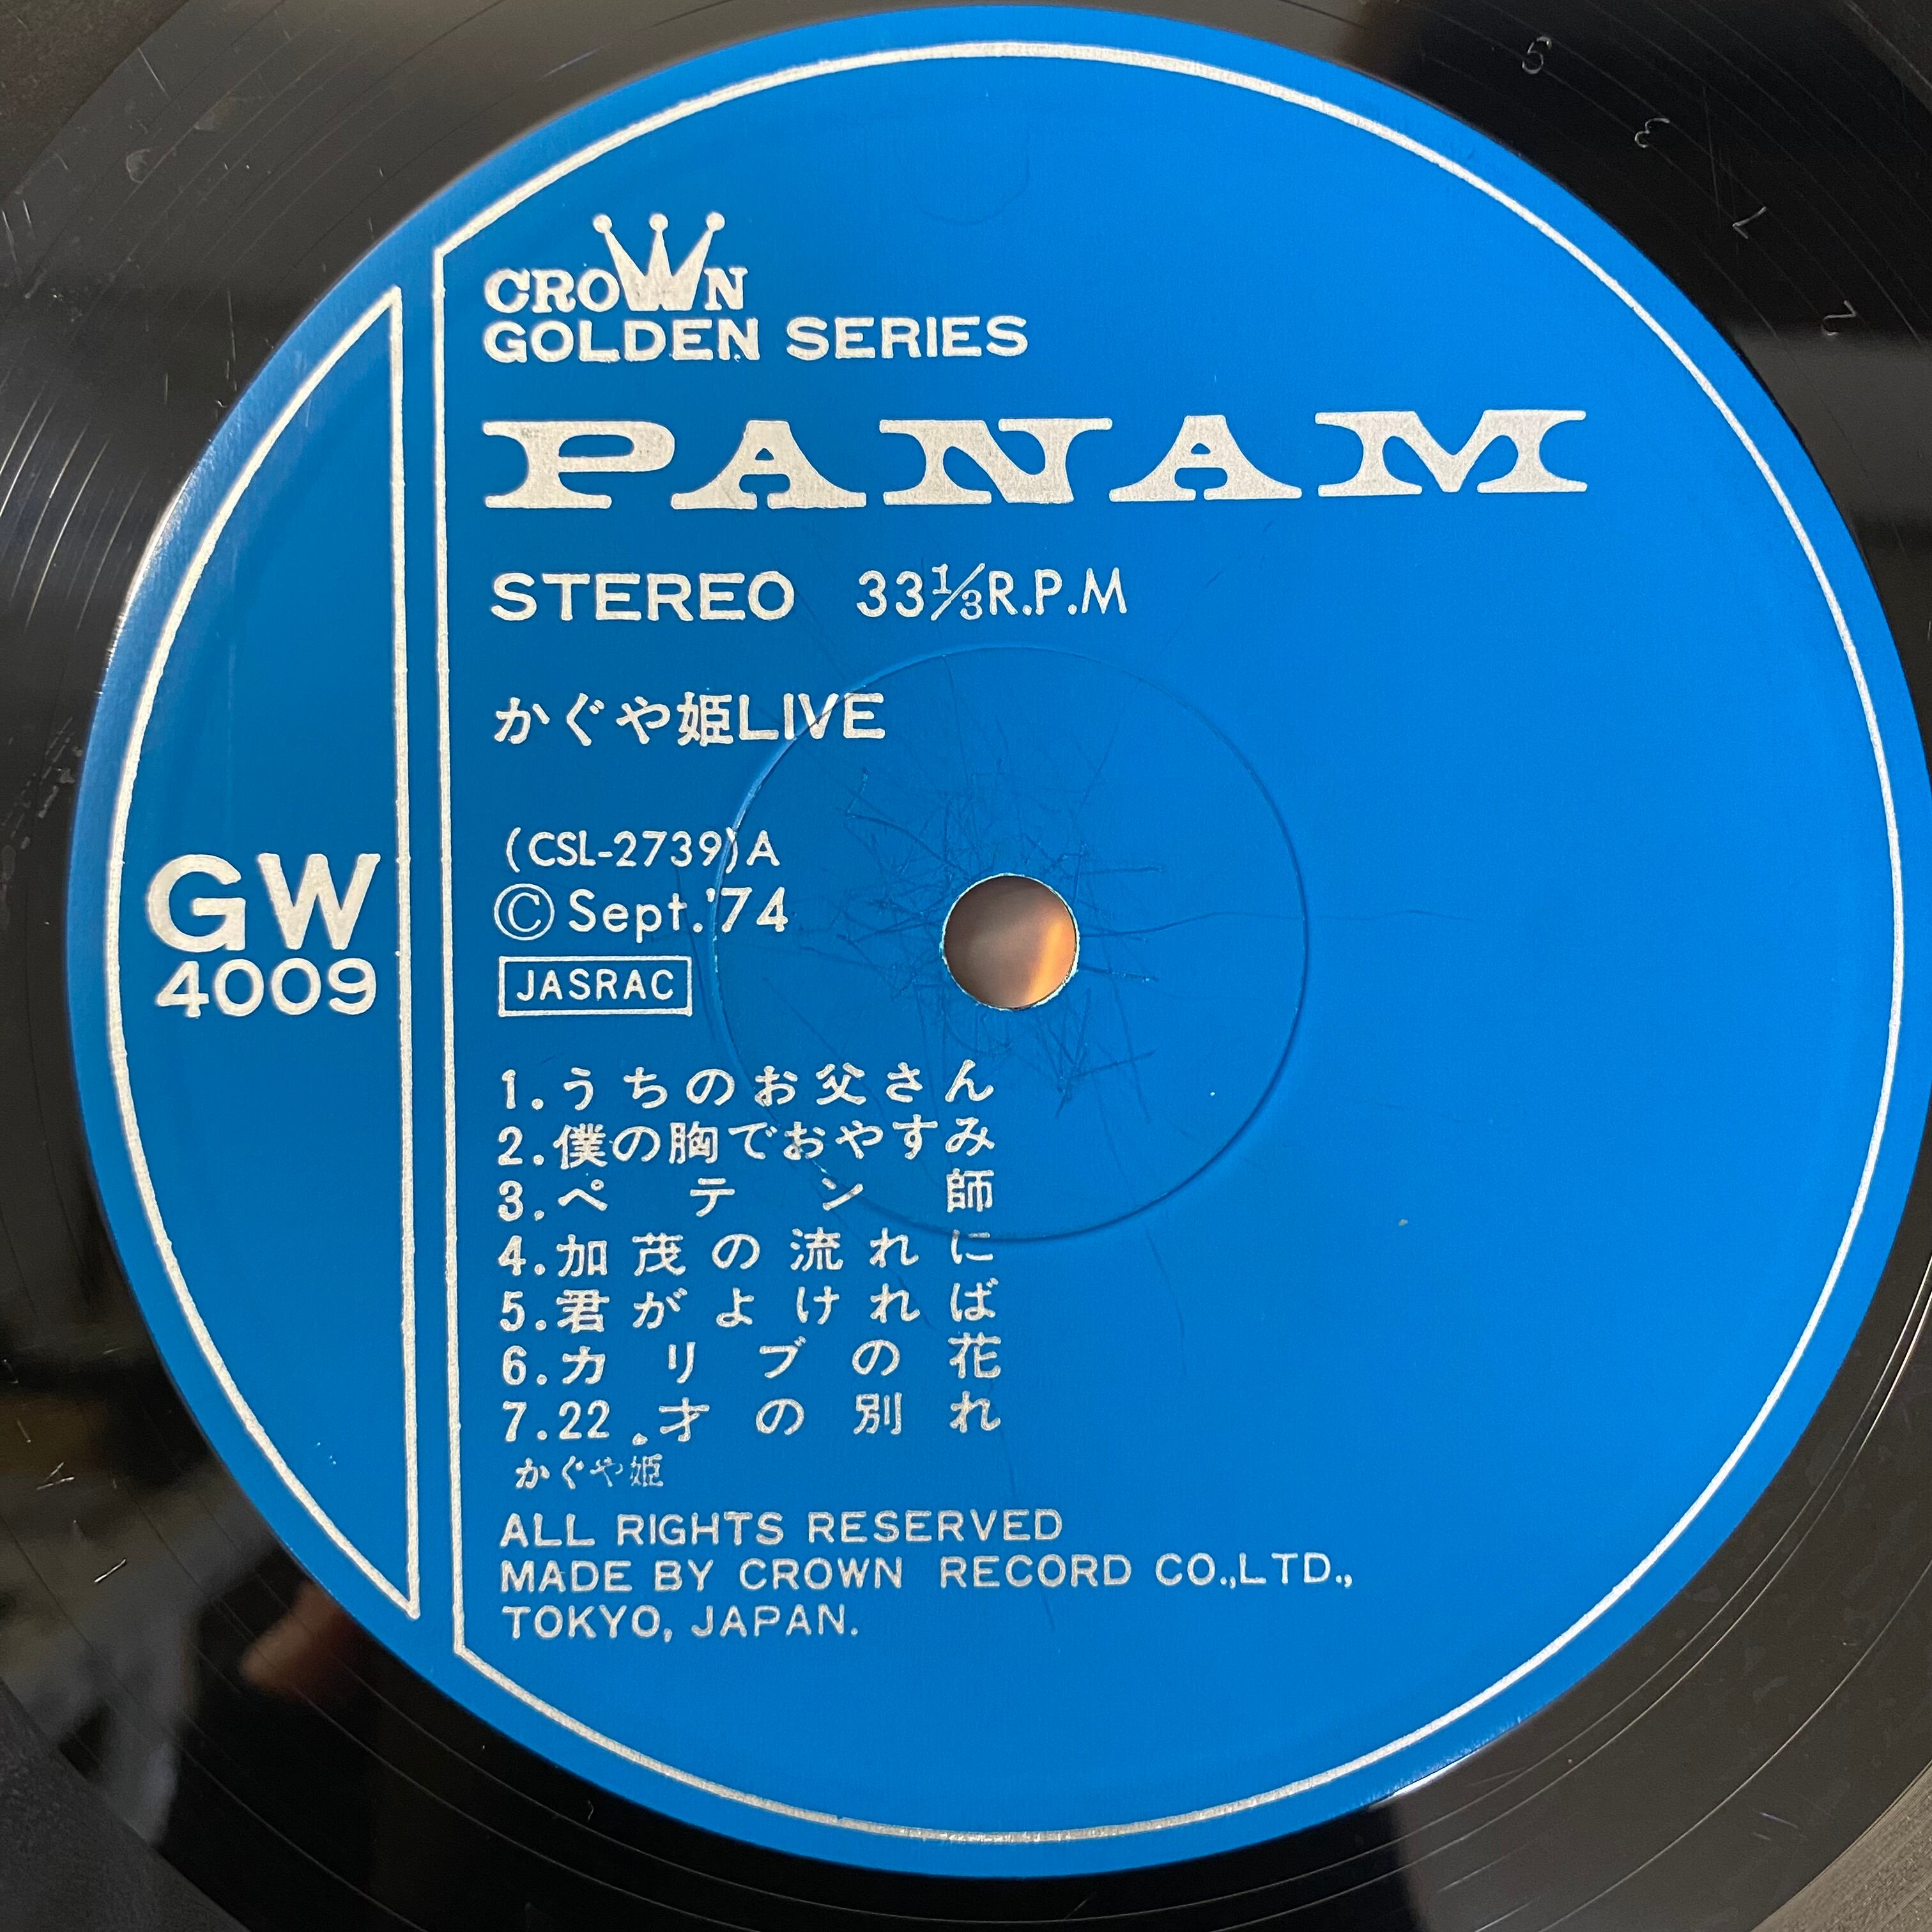 CROWN
GOLDEN SERIES
PANAM
STEREO 33⅓R.P.M
かぐや姫LIVE
GW
4009
(CSL-2739)A
© Sept.'74
JASRAC
1.うちのお父さん
2.僕の胸でおやすみ
3.ペテン師
4.加茂の流れに
5.君がよければ
6.カリブの花
7.22.才の別れ
かぐや姫
ALL RIGHTS RESERVED
MADE BY CROWN RECORD CO.,LTD.,
TOKYO, JAPAN.